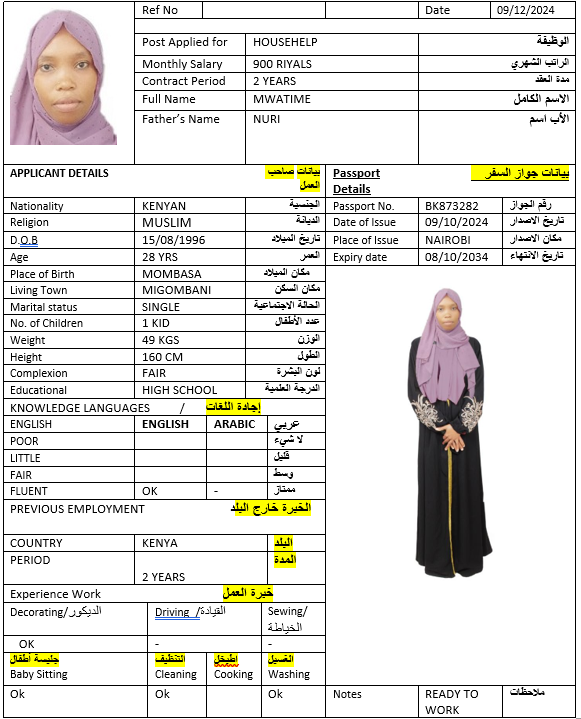 Ref No
Date 09/12/2024
Post Applied for HOUSEHELP الوظيفة
Monthly Salary 900 RIYALS الراتب الشهري
Contract Period 2 YEARS مدة العقد
Full Name MWATIME الاسم الكامل
Father's Name NURI الأب اسم
APPLICANT DETAILS بيانات صاحب العمل
Passport Details بيانات جواز السفر
Nationality KENYAN الجنسية
Passport No. BK873282 رقم الجواز
Religion MUSLIM الديانة
Date of Issue 09/10/2024 تاريخ الاصدار
D.O.B 15/08/1996 تاريخ الميلاد
Place of Issue NAIROBI مكان الاصدار
Age 28 YRS العمر
Expiry date 08/10/2034 تاريخ الانتهاء
Place of Birth MOMBASA مكان الميلاد
Living Town MIGOMBANI مكان السكن
Marital status SINGLE الحالة الاجتماعية
No. of Children 1 KID عدد الأطفال
Weight 49 KGS الوزن
Height 160 CM الطول
Complexion FAIR لون البشرة
Educational HIGH SCHOOL الدرجة العلمية
KNOWLEDGE LANGUAGES / إجادة اللغات
ENGLISH ENGLISH ARABIC عربي
POOR لا شيء
LITTLE قليل
FAIR وسط
FLUENT OK - ممتاز
PREVIOUS EMPLOYMENT الخبرة خارج البلد
COUNTRY KENYA البلد
PERIOD 2 YEARS المدة
Experience Work خبرة العمل
Decorating/الديكور Driving /القيادة Sewing/الخياطة
OK - -
جليسة أطفال التنظيف اطبخل الغسيل
Baby Sitting Cleaning Cooking Washing
Ok Ok Ok
Notes READY TO WORK ملاحظات